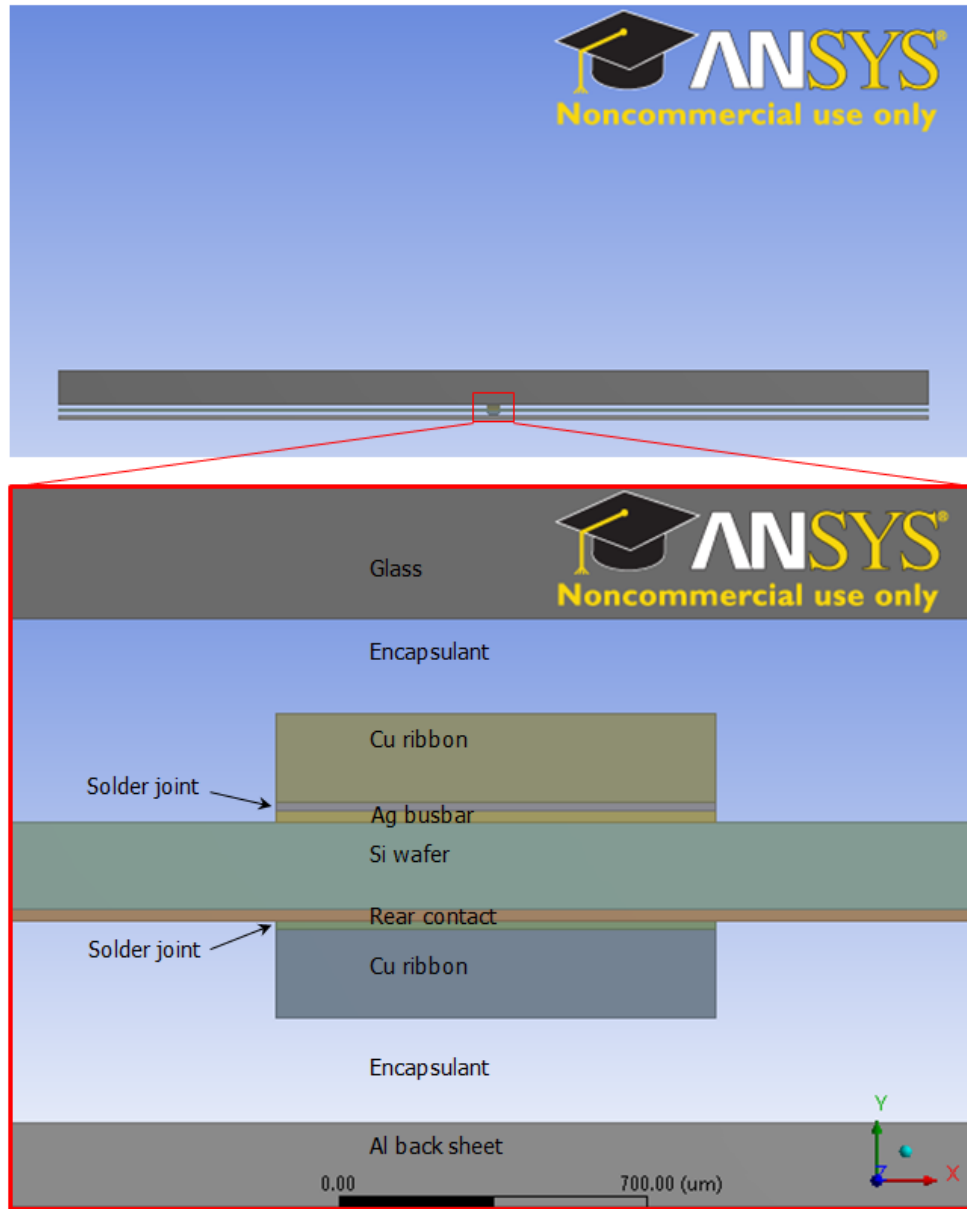 ANSYS®
Noncommercial use only
ANSYS®
Noncommercial use only
Glass
Encapsulant
Cu ribbon
Solder joint
Ag busbar
Si wafer
Rear contact
Solder joint
Cu ribbon
Encapsulant
Al back sheet
Y
X
Z
0.00
700.00 (um)